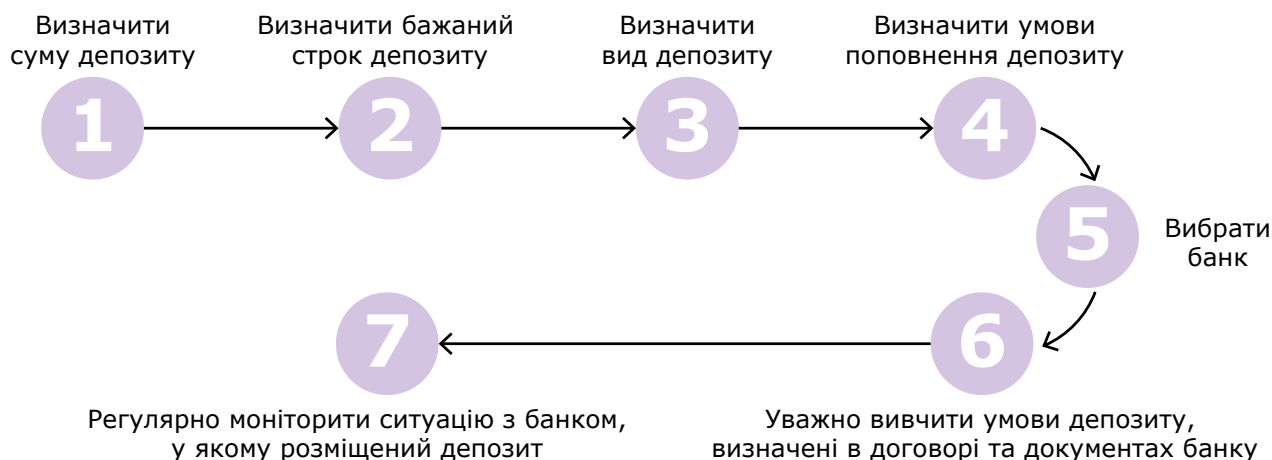 Визначити
суму депозиту
Визначити бажаний
строк депозиту
Визначити
вид депозиту
Визначити умови
поповнення депозиту
1
2
3
4
5
Вибрати
банк
6
Уважно вивчити умови депозиту,
визначені в договорі та документах банку
7
Регулярно моніторити ситуацію з банком,
у якому розміщений депозит